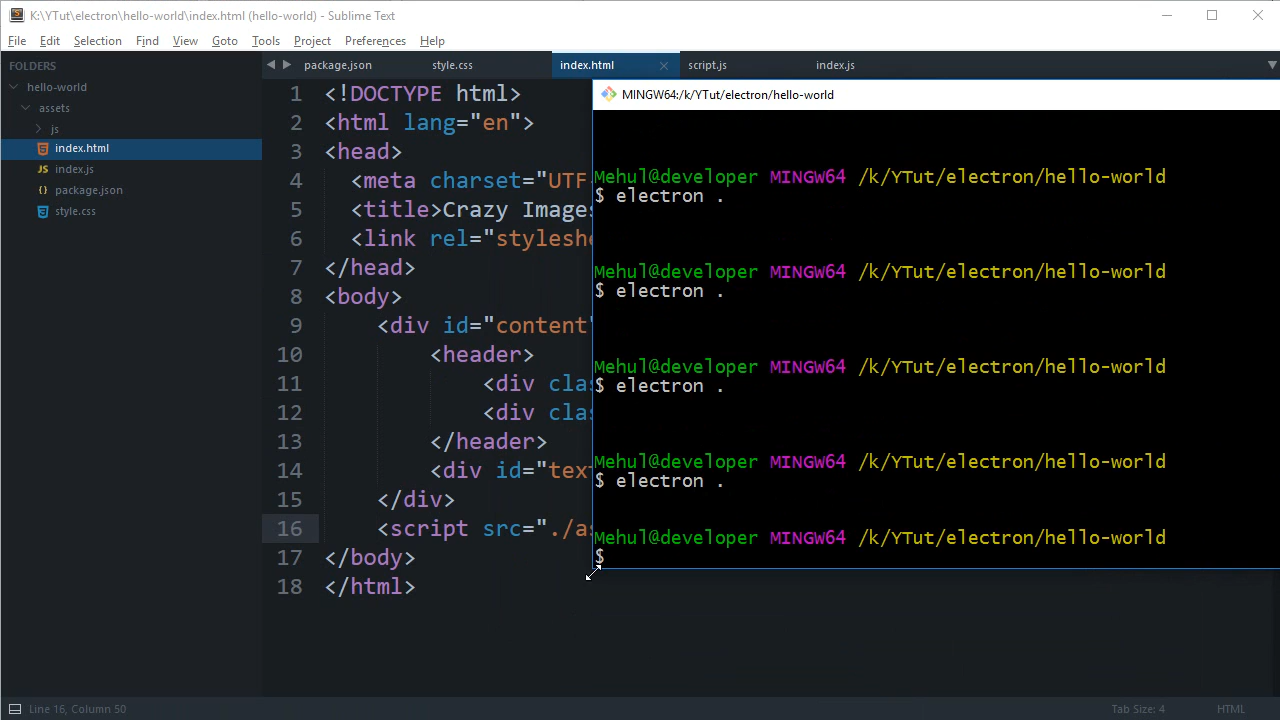 K:\YTut\electron\hello-world\index.html (hello-world) - Sublime Text
File Edit Selection Find View Goto Tools Project Preferences Help
FOLDERS
hello-world
assets
js
index.html
index.js
package.json
style.css
package.json style.css index.html script.js index.js
1 <!DOCTYPE html>
2 <html lang="en">
3 <head>
4 <meta charset="UTF
5 <title>Crazy Images
6 <link rel="styleshe
7 </head>
8 <body>
9 <div id="content"
10 <header>
11 <div clas
12 <div clas
13 </header>
14 <div id="tex
15 </div>
16 <script src="./as
17 </body>
18 </html>
MINGW64:/k/YTut/electron/hello-world
Mehul@developer MINGW64 /k/YTut/electron/hello-world
$ electron .
Mehul@developer MINGW64 /k/YTut/electron/hello-world
$ electron .
Mehul@developer MINGW64 /k/YTut/electron/hello-world
$ electron .
Mehul@developer MINGW64 /k/YTut/electron/hello-world
$ electron .
Mehul@developer MINGW64 /k/YTut/electron/hello-world
$
Line 16, Column 50
Tab Size: 4
HTML